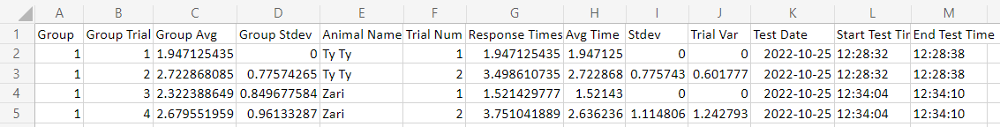 A B C D E F G H I J K L M
1 Group Group Trial Group Avg Group Stdev Animal Name Trial Num Response Times Avg Time Stdev Trial Var Test Date Start Test Tir End Test Time
2 1 1 1.947125435 0 Ty Ty 1 1.947125435 1.947125 0 0 2022-10-25 12:28:32 12:28:38
3 1 2 2.722868085 0.77574265 Ty Ty 2 3.498610735 2.722868 0.775743 0.601777 2022-10-25 12:28:32 12:28:38
4 1 3 2.322388649 0.849677584 Zari 1 1.521429777 1.52143 0 0 2022-10-25 12:34:04 12:34:10
5 1 4 2.679551959 0.96133287 Zari 2 3.751041889 2.636236 1.114806 1.242793 2022-10-25 12:34:04 12:34:10